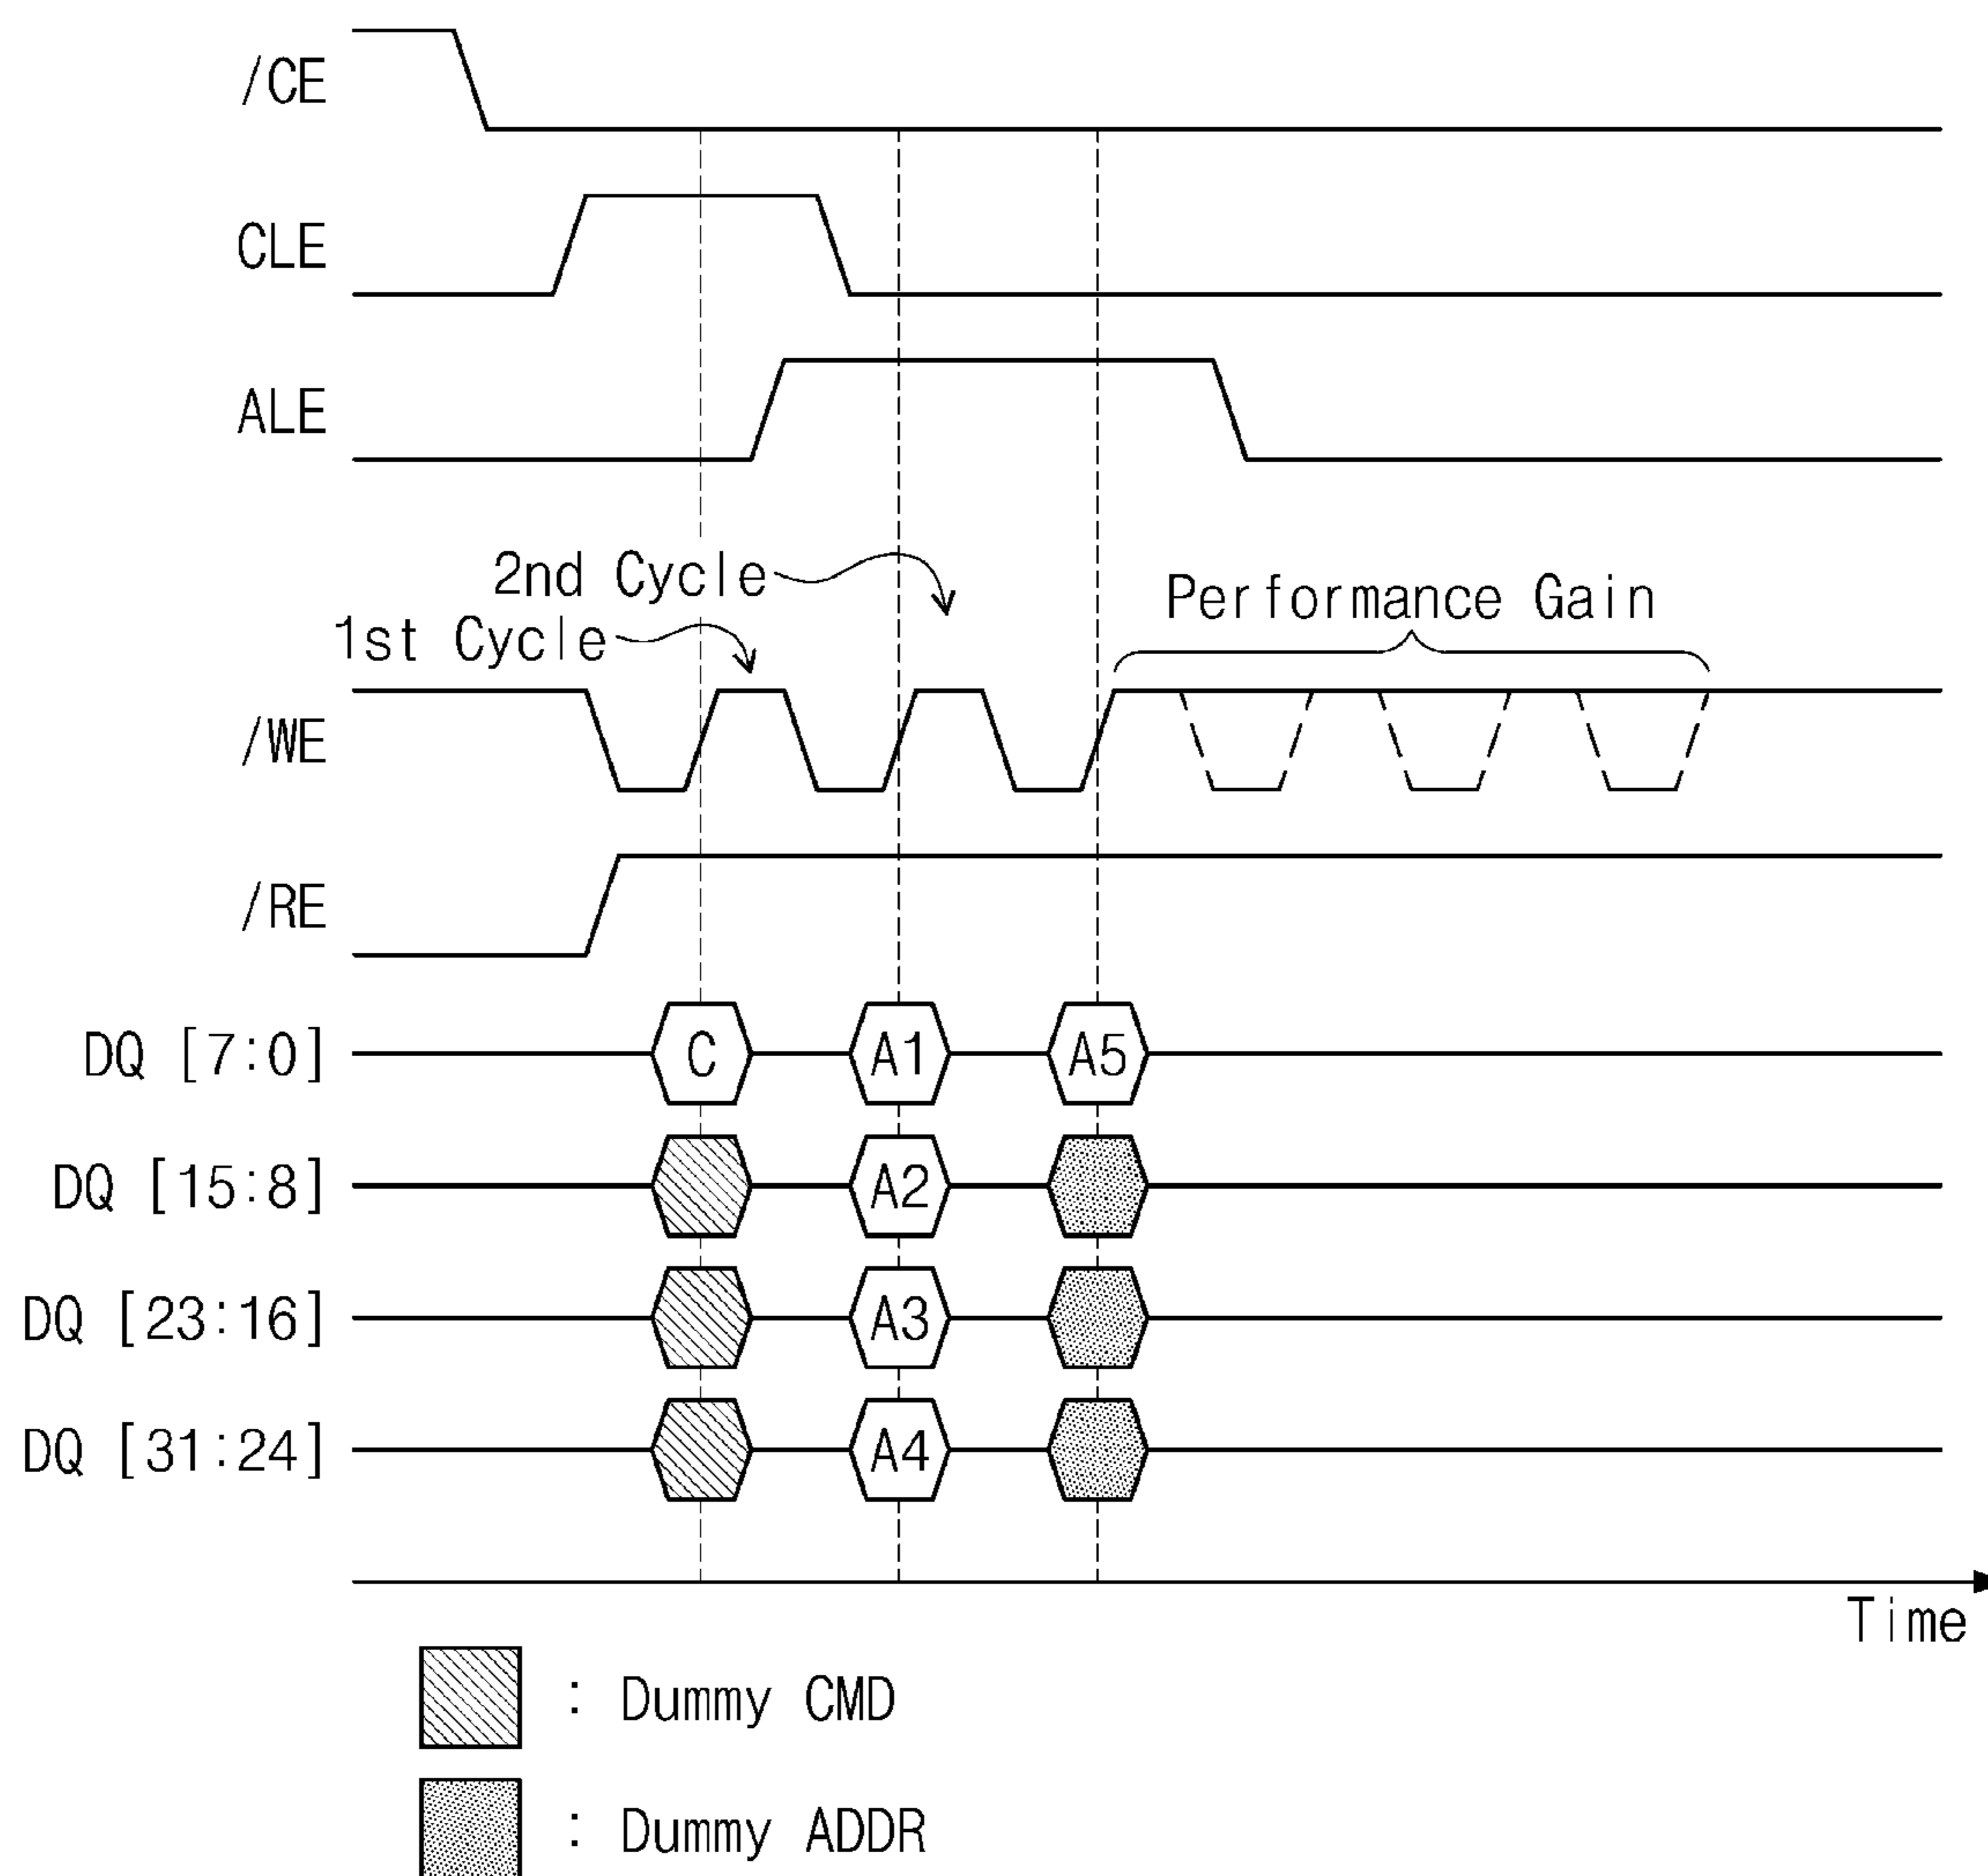 /CE
CLE
ALE
2nd Cycle
1st Cycle
Performance Gain
/WE
/RE
DQ [7:0]
C
A1
A5
DQ [15:8]
A2
DQ [23:16]
A3
DQ [31:24]
A4
Time
: Dummy CMD
: Dummy ADDR